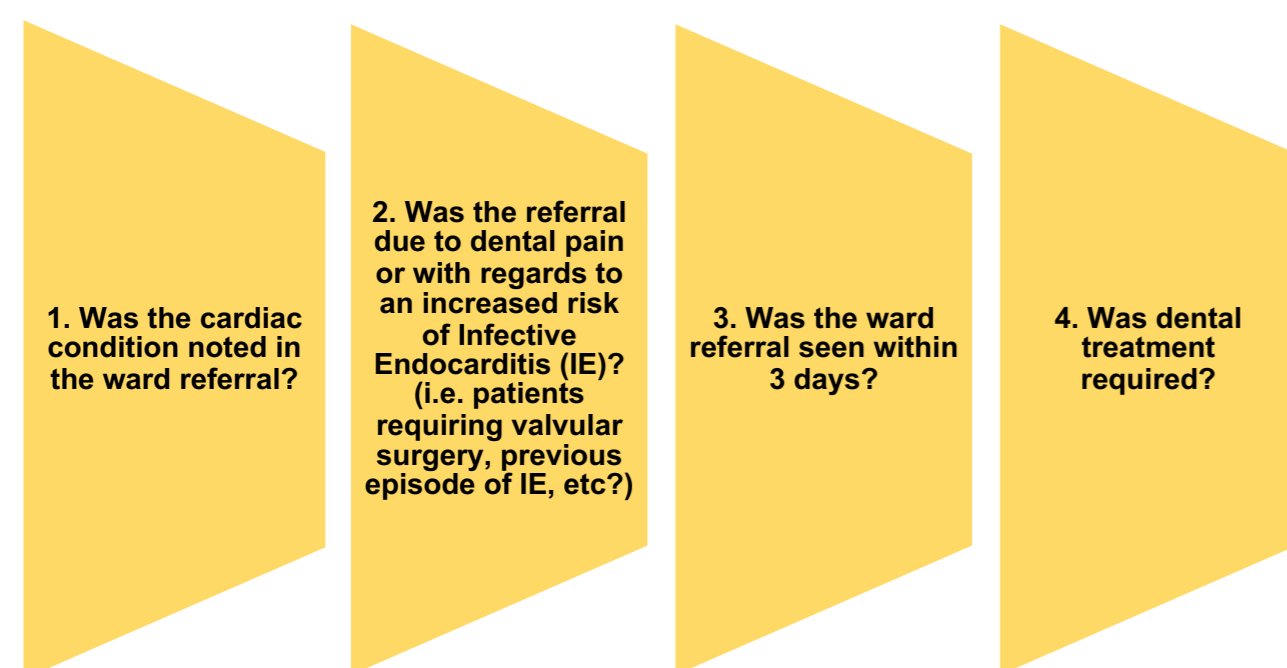 1. Was the cardiac
condition noted in
the ward referral?
2. Was the referral
due to dental pain
or with regards to
an increased risk
of Infective
Endocarditis (IE)?
(i.e. patients
requiring valvular
surgery, previous
episode of IE, etc?)
3. Was the ward
referral seen within
3 days?
4. Was dental
treatment
required?